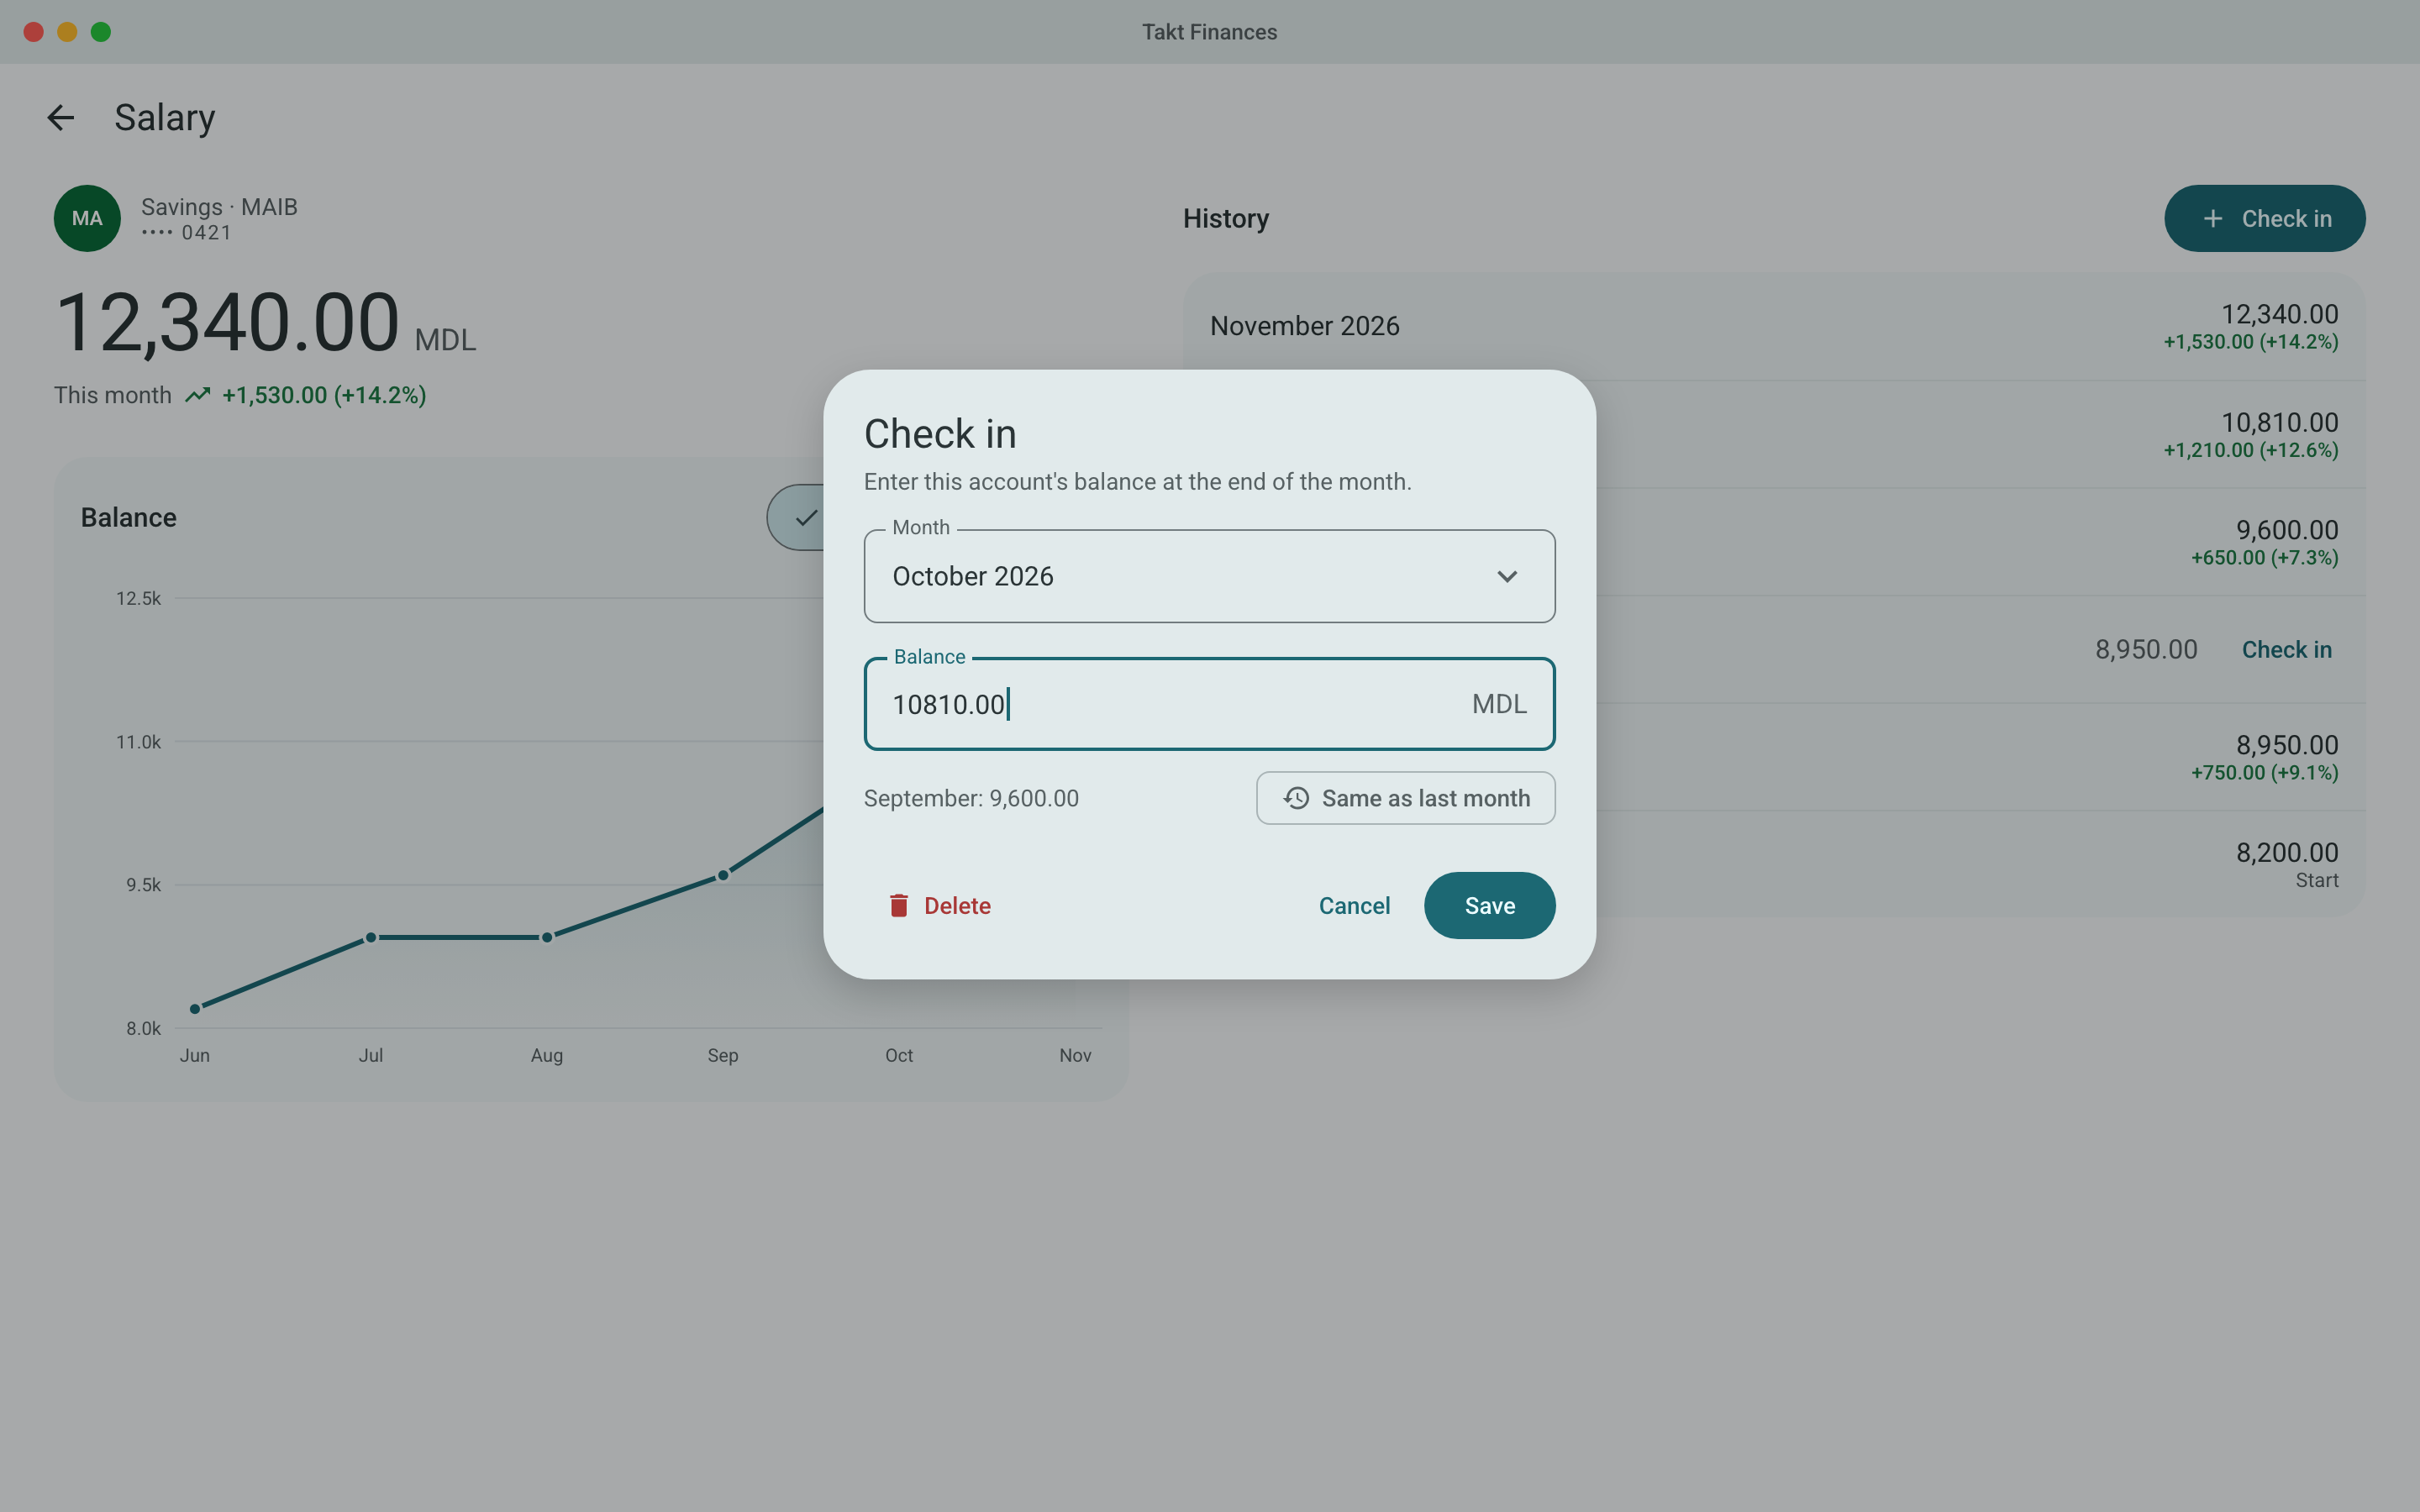 Takt Finances
Salary
MA
Savings · MAIB
•••• 0421
12,340.00 MDL
This month +1,530.00 (+14.2%)
Balance
12.5k
11.0k
9.5k
8.0k
Jun Jul Aug Sep Oct Nov
History
+ Check in
November 2026
12,340.00
+1,530.00 (+14.2%)
10,810.00
+1,210.00 (+12.6%)
9,600.00
+650.00 (+7.3%)
8,950.00 Check in
8,950.00
+750.00 (+9.1%)
8,200.00
Start
Check in
Enter this account's balance at the end of the month.
Month
October 2026
Balance
10810.00 MDL
September: 9,600.00
Same as last month
Delete
Cancel
Save